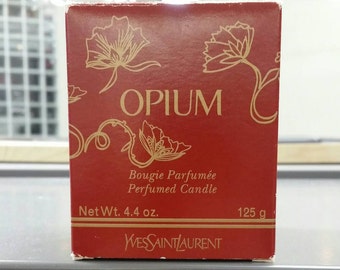 OPIUM
Bougie Parfumée
Perfumed Candle
Net Wt. 4.4 oz. 125 g
YVESSAINTLAURENT